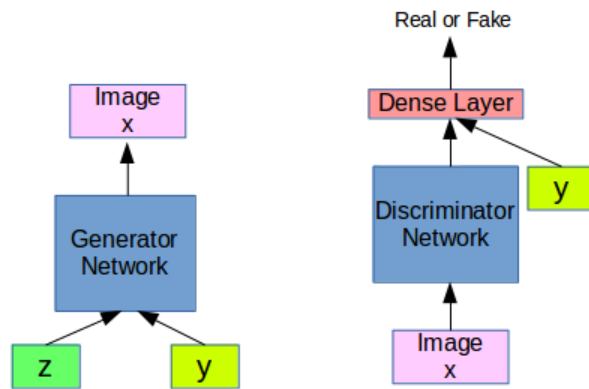 Image
x
Generator
Network
z
y
Real or Fake
Dense Layer
y
Discriminator
Network
Image
x